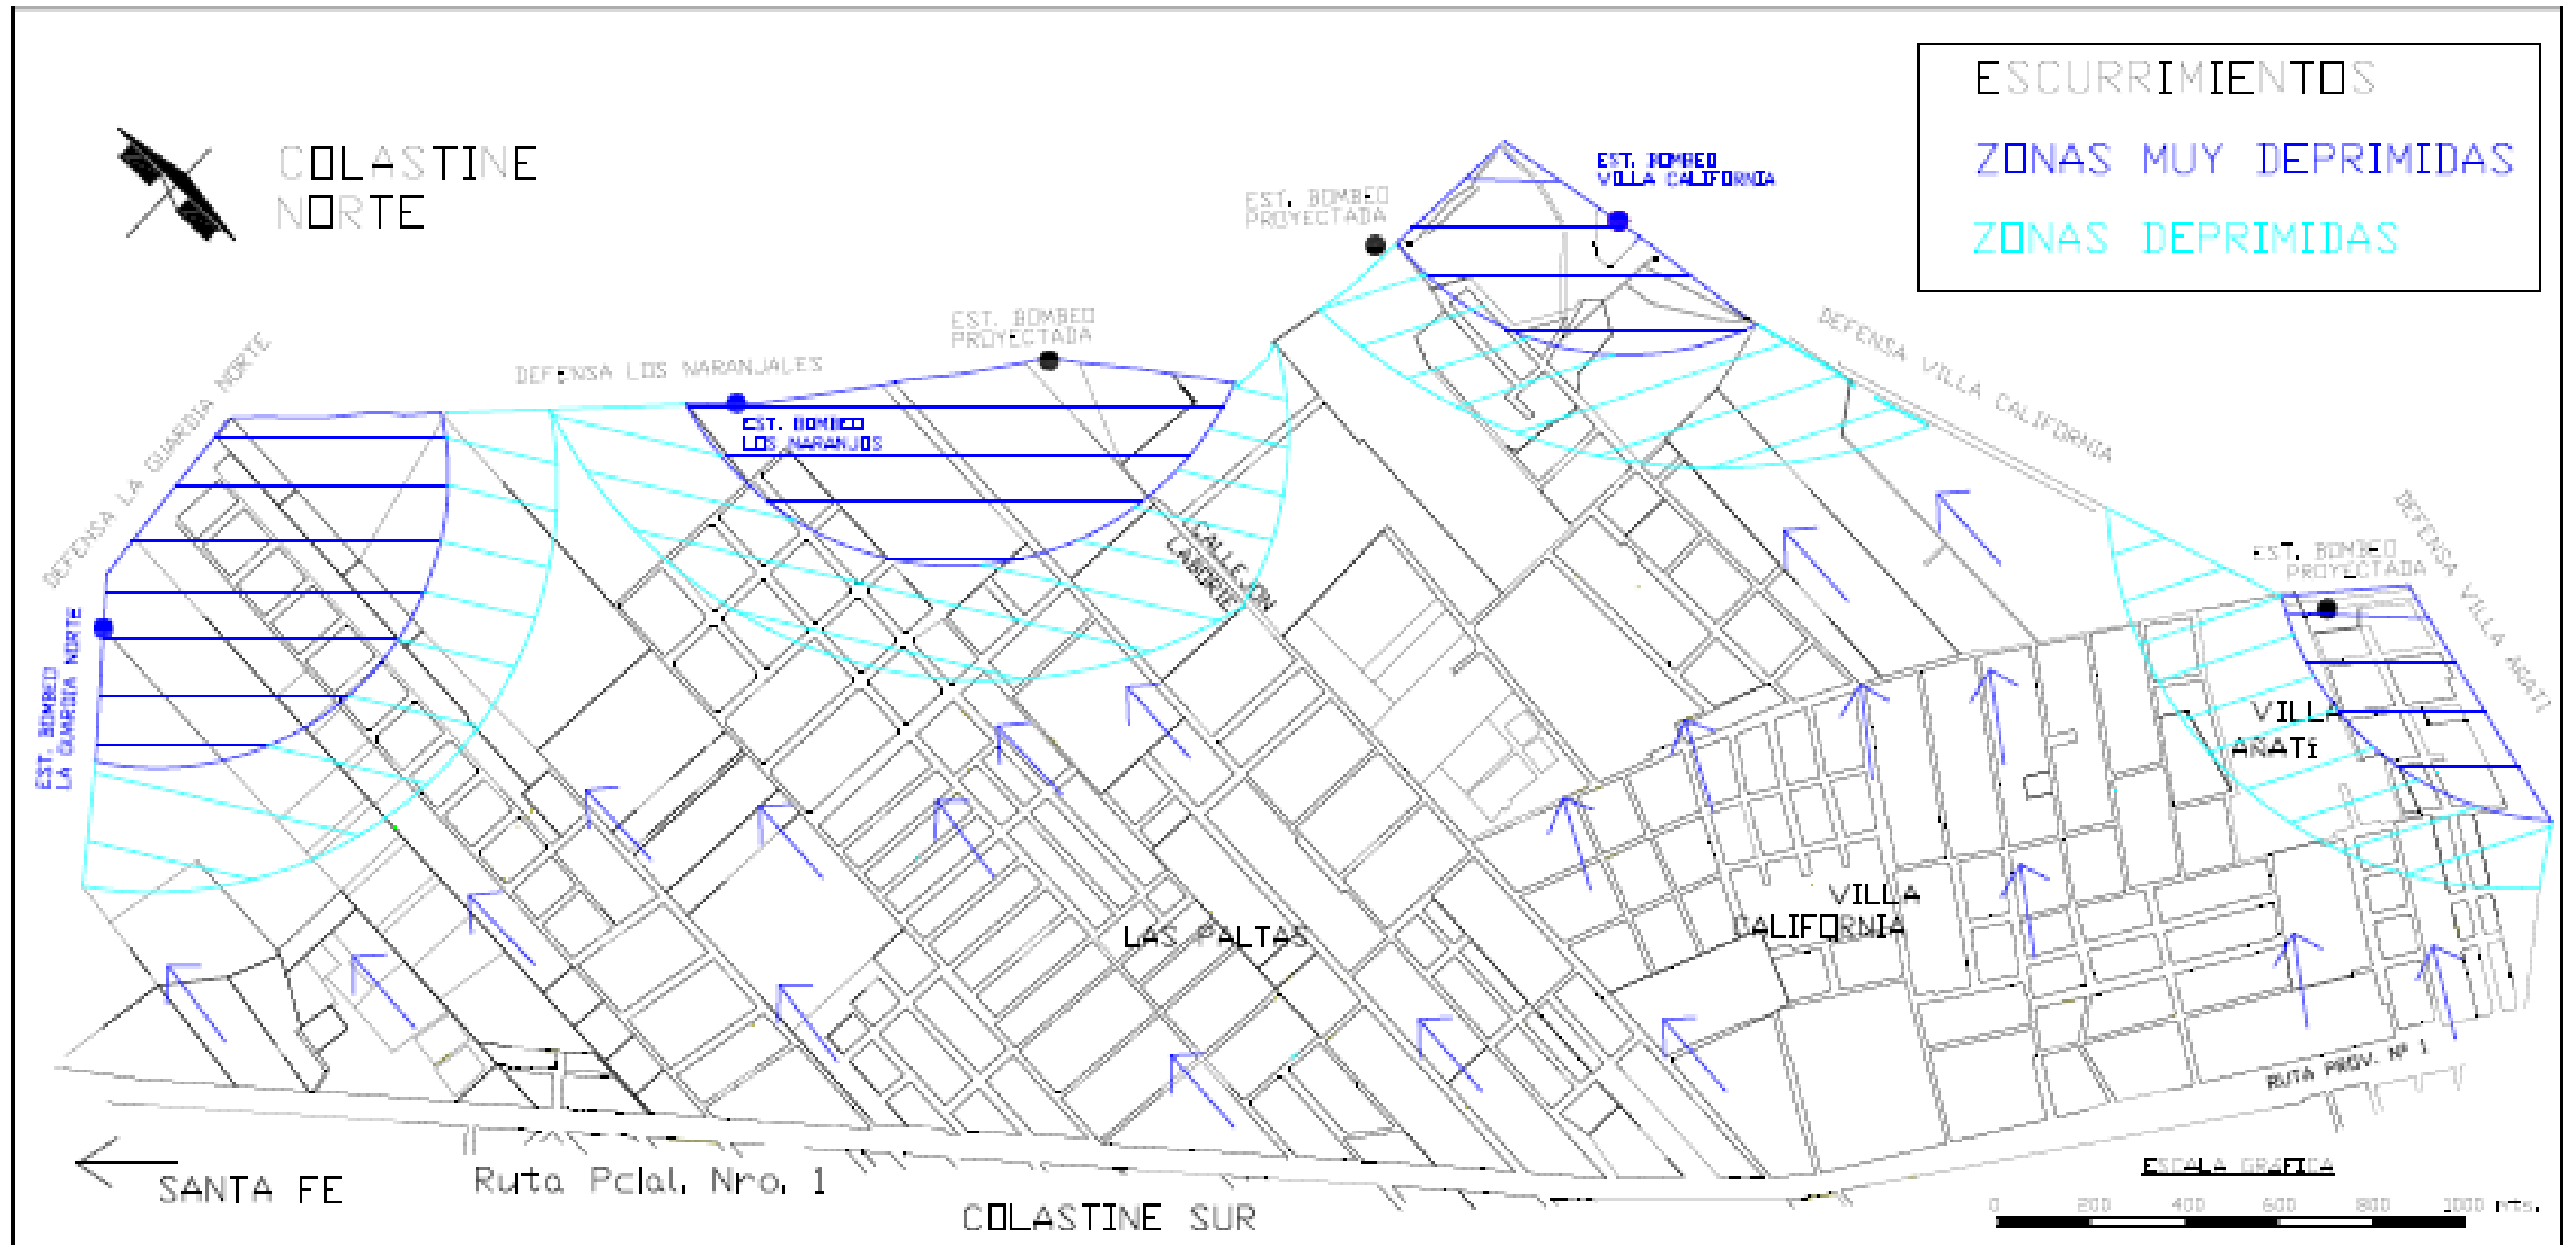 ESCURRIMIENTOS
ZONAS MUY DEPRIMIDAS
ZONAS DEPRIMIDAS
COLASTINE
NORTE
EST. BOMBEO
VILLA CALIFORNIA
EST. BOMBEO
PROYECTADA
EST. BOMBEO
PROYECTADA
DEFENSA LA GUARDIA NORTE
DEFENSA LOS NARANJALES
DEFENSA VILLA CALIFORNIA
EST. BOMBEO
LOS NARANJOS
CALLEJON
LABORIE
EST. BOMBEO
PROYECTADA
DEFENSA VILLA AÑATI
EST. BOMBEO
LA GUARDIA NORTE
VILLA
AÑATI
VILLA
CALIFORNIA
LAS PALTAS
RUTA PROV. Nº 1
SANTA FE
Ruta Pcial. Nro. 1
COLASTINE SUR
ESCALA GRAFICA
0 200 400 600 800 1000 mts.